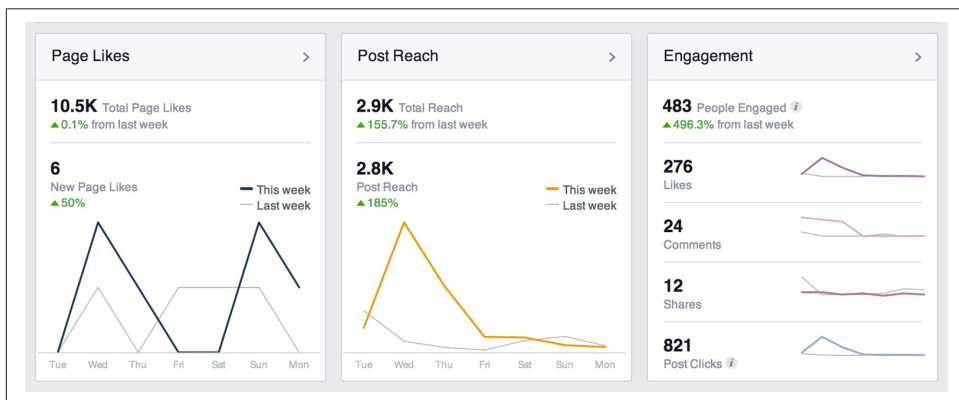 Page Likes
10.5K Total Page Likes
0.1% from last week
6
New Page Likes
50%
This week
Last week
Tue Wed Thu Fri Sat Sun Mon
Post Reach
2.9K Total Reach
155.7% from last week
2.8K
Post Reach
185%
This week
Last week
Tue Wed Thu Fri Sat Sun Mon
Engagement
483 People Engaged i
496.3% from last week
276
Likes
24
Comments
12
Shares
821
Post Clicks i